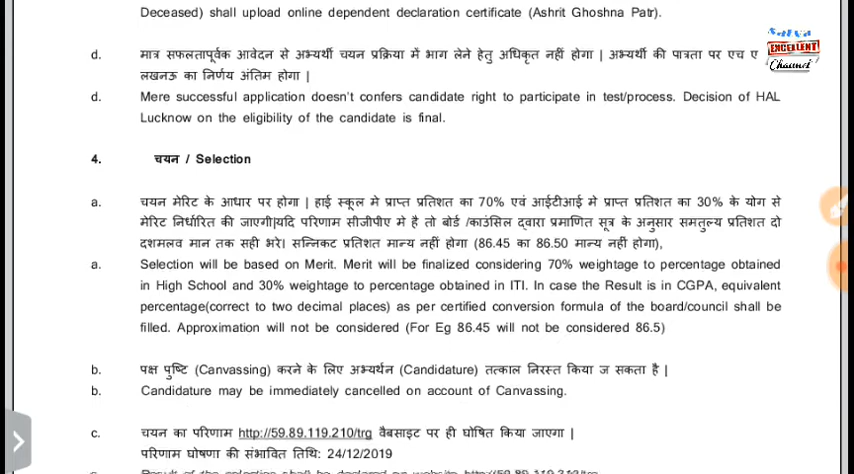 Deceased) shall upload online dependent declaration certificate (Ashrit Ghoshna Patr).
d. मात्र सफलतापूर्वक आवेदन से अभ्यर्थी चयन प्रक्रिया में भाग लेने हेतु अधिकृत नहीं होगा | अभ्यर्थी की पात्रता पर एच ए
लखनऊ का निर्णय अंतिम होगा |
EXCELLENT
Channel
d. Mere successful application doesn't confers candidate right to participate in test/process. Decision of HAL
Lucknow on the eligibility of the candidate is final.
4. चयन / Selection
a. चयन मेरिट के आधार पर होगा | हाई स्कूल मे प्राप्त प्रतिशत का 70% एवं आईटीआई मे प्राप्त प्रतिशत का 30% के योग से
मेरिट निर्धारित की जाएगी|यदि परिणाम सीजीपीए मे है तो बोर्ड /काउंसिल द्वारा प्रमाणित सूत्र के अनुसार समतुल्य प्रतिशत दो
दशमलव मान तक सही भरे। सन्निकट प्रतिशत मान्य नहीं होगा (86.45 का 86.50 मान्य नहीं होगा),
a. Selection will be based on Merit. Merit will be finalized considering 70% weightage to percentage obtained
in High School and 30% weightage to percentage obtained in ITI. In case the Result is in CGPA, equivalent
percentage(correct to two decimal places) as per certified conversion formula of the board/council shall be
filled. Approximation will not be considered (For Eg 86.45 will not be considered 86.5)
b. पक्ष पुष्टि (Canvassing) करने के लिए अभ्यर्थन (Candidature) तत्काल निरस्त किया ज सकता है |
b. Candidature may be immediately cancelled on account of Canvassing.
c. चयन का परिणाम http://59.89.119.210/trg वैबसाइट पर ही घोषित किया जाएगा |
परिणाम घोषणा की संभावित तिथि: 24/12/2019